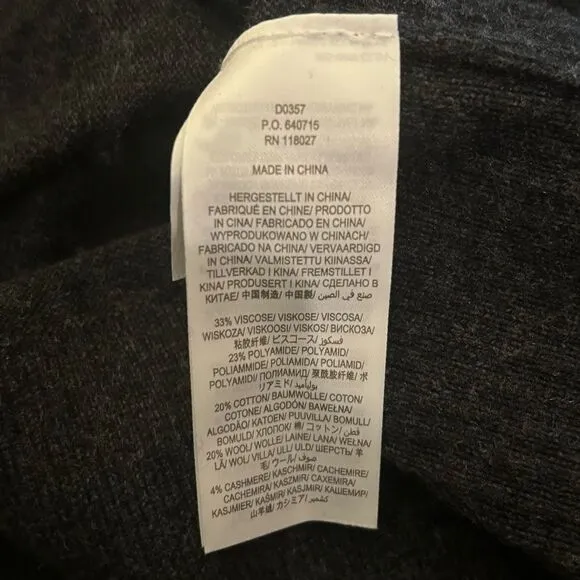 D0357
P.O. 640715
RN 118027
MADE IN CHINA
HERGESTELLT IN CHINA/
FABRIQUÉ EN CHINE/ PRODOTTO
IN CINA/ FABRICADO EN CHINA/
WYPRODUKOWANO W CHINACH/
FABRICADO NA CHINA/ VERVAARDIGD
IN CHINA/ VALMISTETTU KIINASSA/
TILLVERKAD I KINA/ FREMSTILLET I
KINA/ PRODUSERT I KINA/ СДЕЛАНО В
КИТАЕ/ 中国制造/ 中国製/ صنع في الصين
33% VISCOSE/ VISKOSE/ VISCOSA/
WISKOZA/ VISKOOSI/ VISKOS/ ВИСКОЗА/
粘胶纤维/ ビスコース/ فسكوز
23% POLYAMIDE/ POLYAMID/
POLIAMMIDE/ POLIAMIDA/ POLIAMID/
POLYAMIDI/ ПОЛИАМИД/ 聚酰胺纤维/ ポ
リアミド/ بولياميد
20% COTTON/ BAUMWOLLE/ COTON/
COTONE/ ALGODÓN/ BAWEŁNA/
ALGODÃO/ KATOEN/ PUUVILLA/ BOMULL/
BOMULD/ ХЛОПОК/ 棉/ コットン/ قطن
20% WOOL/ WOLLE/ LAINE/ LANA/ WEŁNA/
LÃ/ WOL/ VILLA/ ULL/ ULD/ ШЕРСТЬ/ 羊
毛/ ウール/ صوف
4% CASHMERE/ KASCHMIR/ CACHEMIRE/
CACHEMIRA/ KASZMIR/ CAXEMIRA/
KASJMIER/ KAŠMIR/ KASJMIR/ КАШЕМИР/
山羊绒/ カシミア/ كشمير